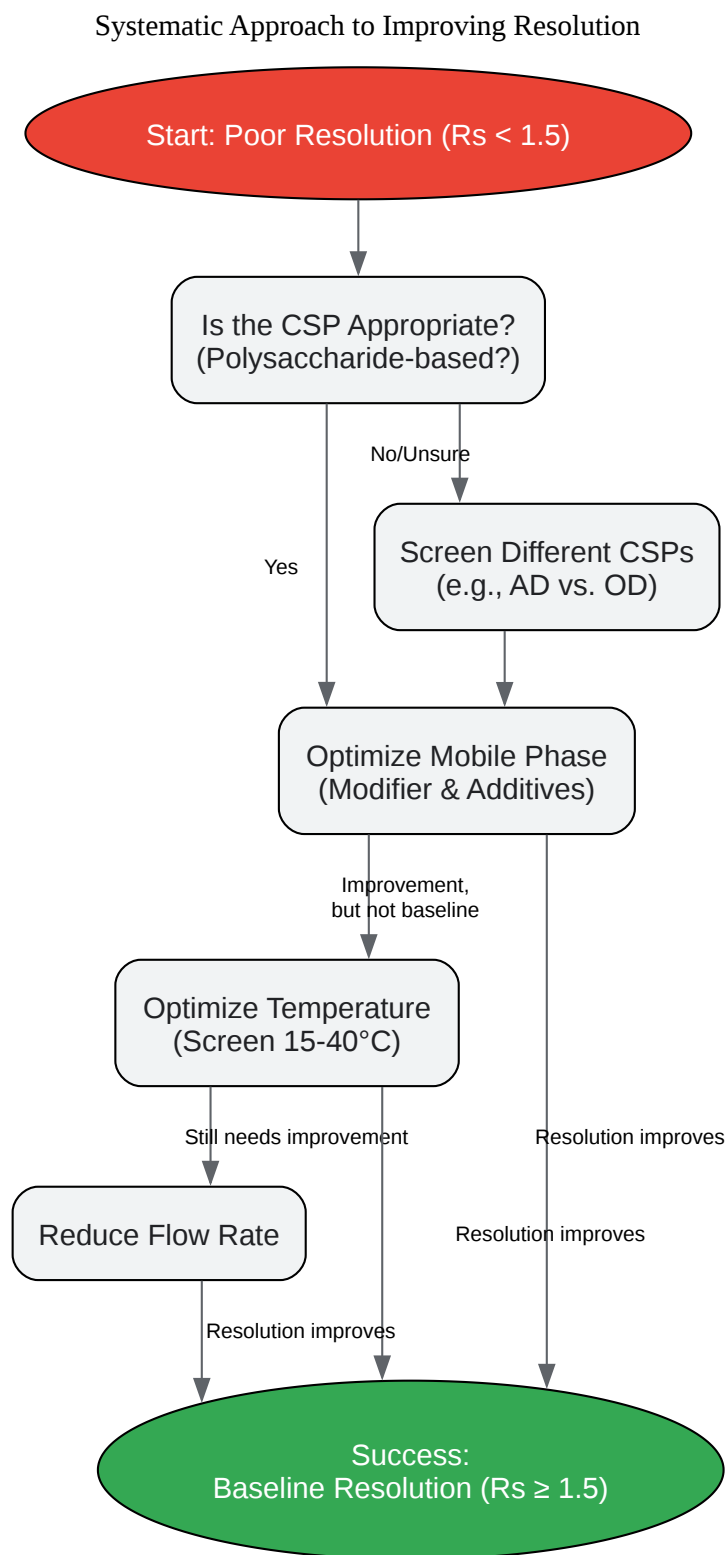 Systematic Approach to Improving Resolution
Start: Poor Resolution (Rs < 1.5)
Is the CSP Appropriate?
(Polysaccharide-based?)
No/Unsure
Screen Different CSPs
(e.g., AD vs. OD)
Yes
Optimize Mobile Phase
(Modifier & Additives)
Improvement,
but not baseline
Optimize Temperature
(Screen 15-40°C)
Still needs improvement
Resolution improves
Reduce Flow Rate
Resolution improves
Resolution improves
Success:
Baseline Resolution (Rs ≥ 1.5)